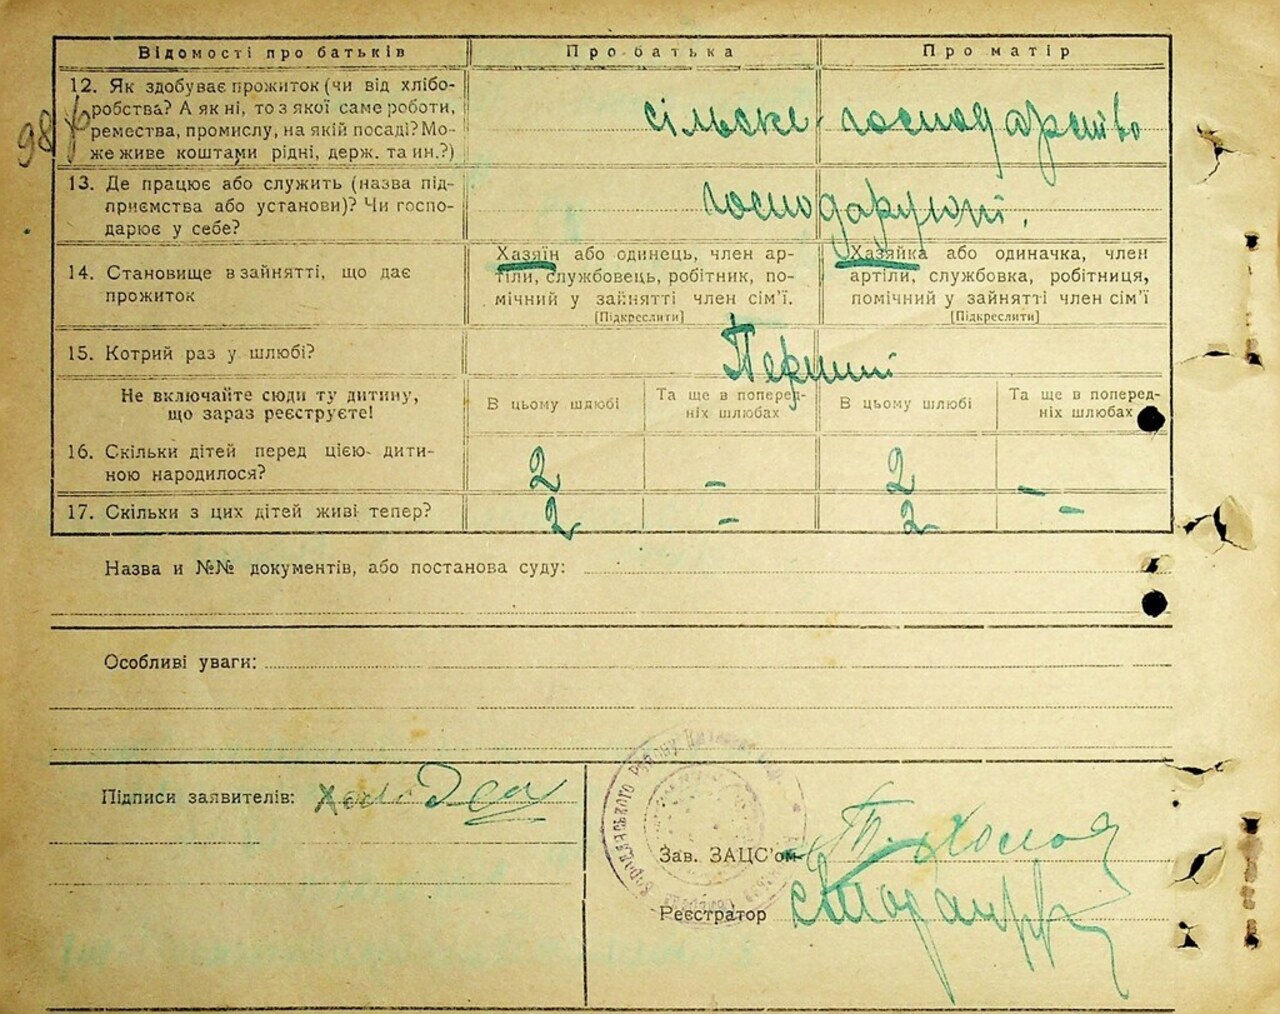 Відомості про батьків Про батька Про матір
12. Як здобуває прожиток (чи від хлібо-
робства? А як ні, то з якої саме роботи,
ремества, промислу, на якій посаді? Мо-
же живе коштами рідні, держ. та ин.?)
сільске господарство
98
13. Де працює або служить (назва під-
приємства або установи)? Чи госпо-
дарює у себе?
господарують.
14. Становище в зайнятті, що дає
прожиток
Хазяїн або одинець, член ар-
тіли, службовець, робітник, по-
мічний у зайнятті член сім'ї.
[Підкреслити]
Хазяйка або одиначка, член
артіли, службовка, робітниця,
помічний у зайнятті член сім'ї
[Підкреслити]
15. Котрий раз у шлюбі?
Перший
Не включайте сюди ту дитину,
що зараз реєструєте!
В цьому шлюбі
Та ще в поперед-
ніх шлюбах
В цьому шлюбі
Та ще в поперед-
ніх шлюбах
16. Скільки дітей перед цією дити-
ною народилося?
2 - 2 -
17. Скільки з цих дітей живі тепер? 2 - 2 -
Назва и №№ документів, або постанова суду:
Особливі уваги:
Підписи заявителів:
Зав. ЗАЦС'ом
Реєстратор